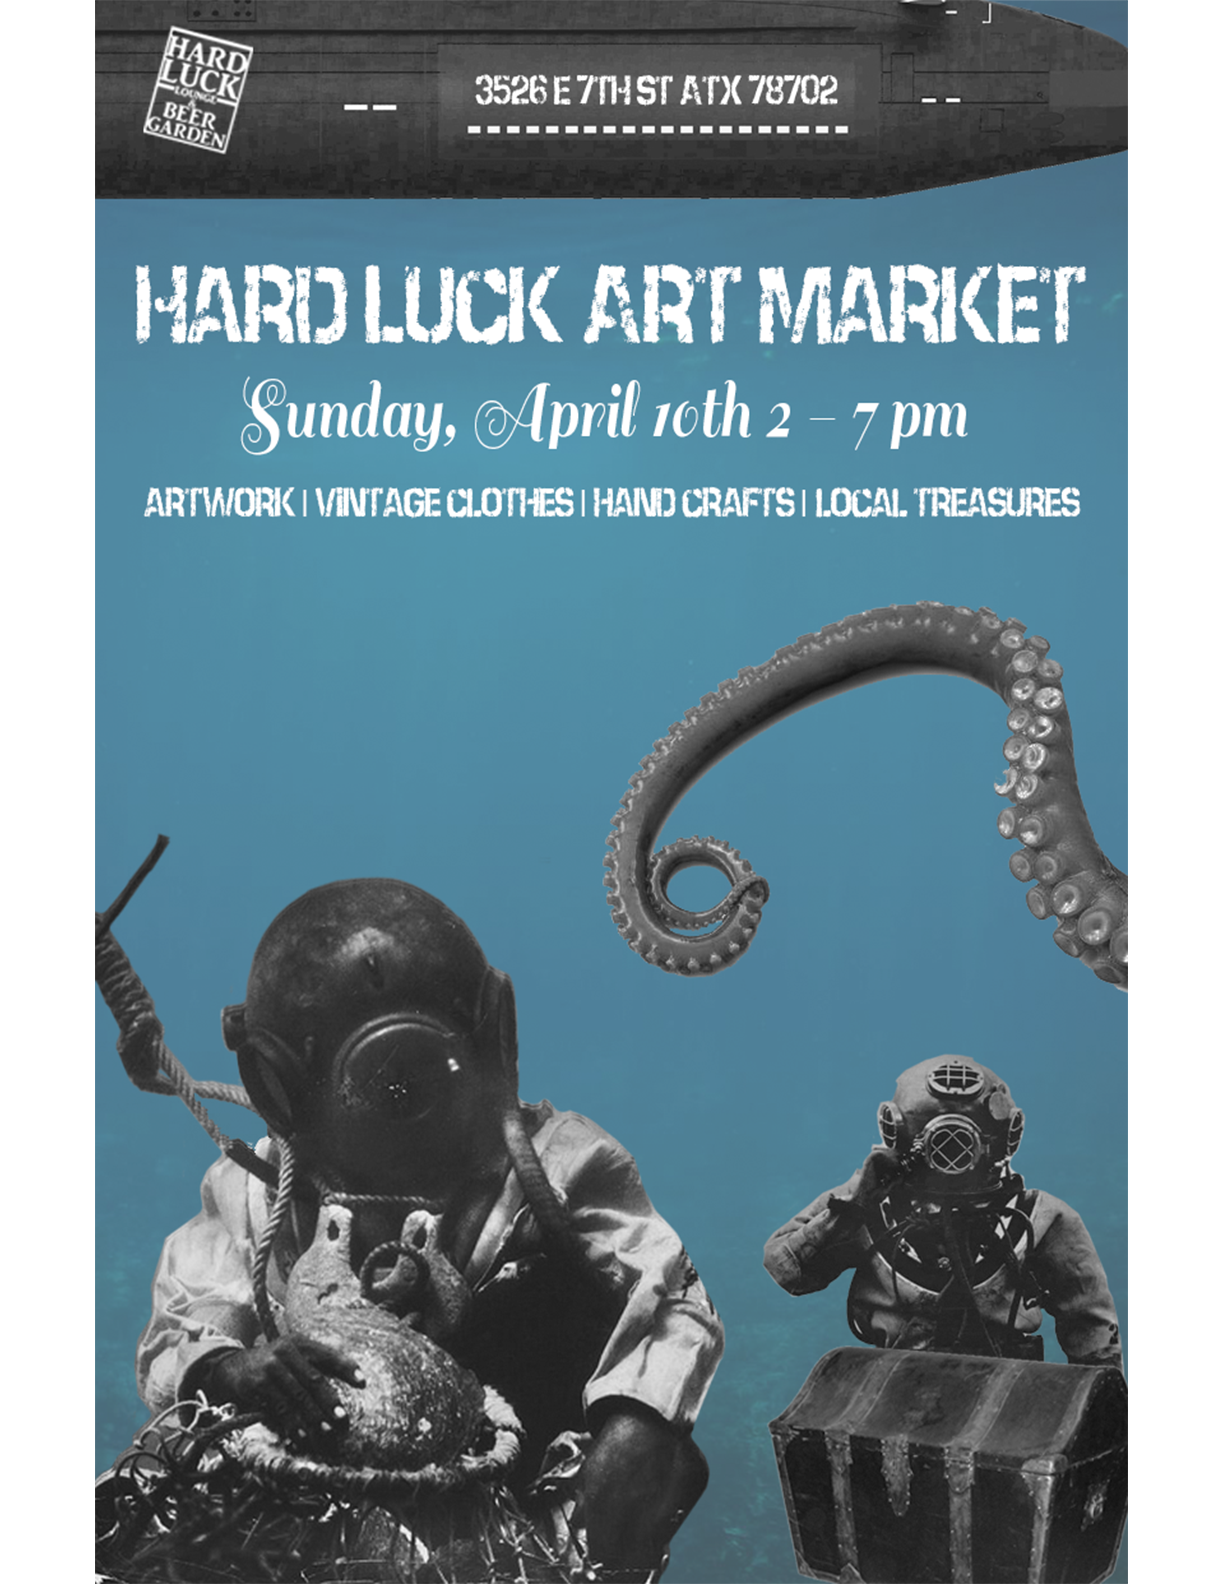 HARD
LUCK
LOUNGE
&
BEER
GARDEN
3526 E 7TH ST ATX 78702
HARD LUCK ART MARKET
Sunday, April 10th 2 – 7 pm
ARTWORK | VINTAGE CLOTHES | HAND CRAFTS | LOCAL TREASURES